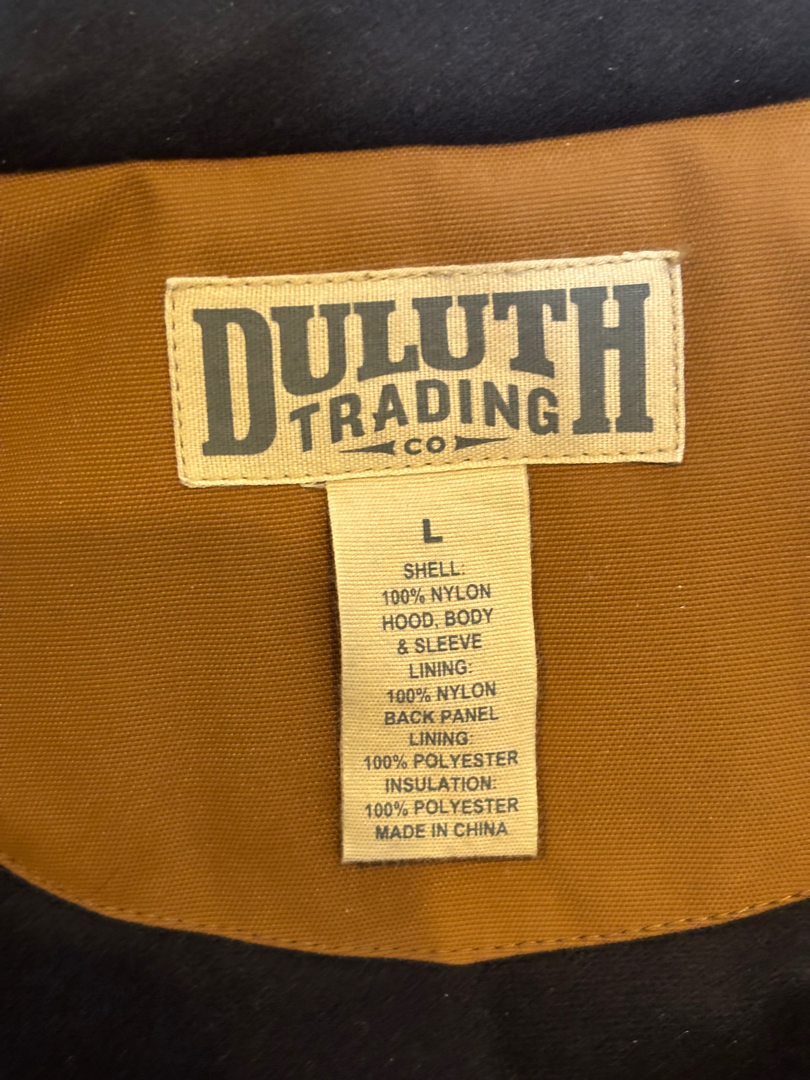 DULUTH
TRADING
CO
L
SHELL:
100% NYLON
HOOD, BODY
& SLEEVE
LINING:
100% NYLON
BACK PANEL
LINING:
100% POLYESTER
INSULATION:
100% POLYESTER
MADE IN CHINA